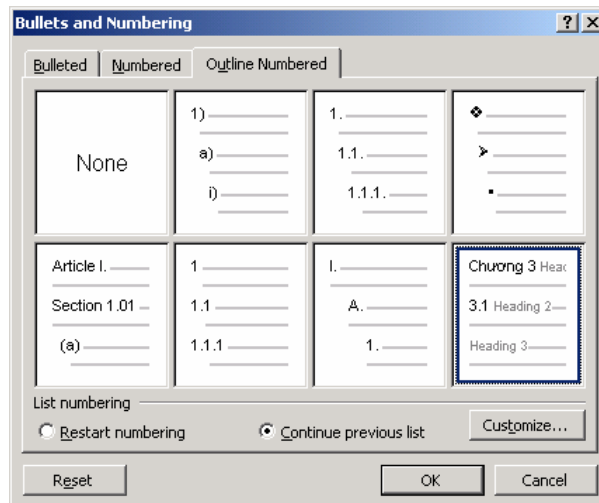 Bullets and Numbering
Bulleted Numbered Outline Numbered
None
1)
a)
i)
1.
1.1.
1.1.1.
Article I.
Section 1.01
(a)
1
1.1
1.1.1
I.
A.
1.
Chương 3 Head
3.1 Heading 2
Heading 3
List numbering
Restart numbering Continue previous list Customize...
Reset OK Cancel